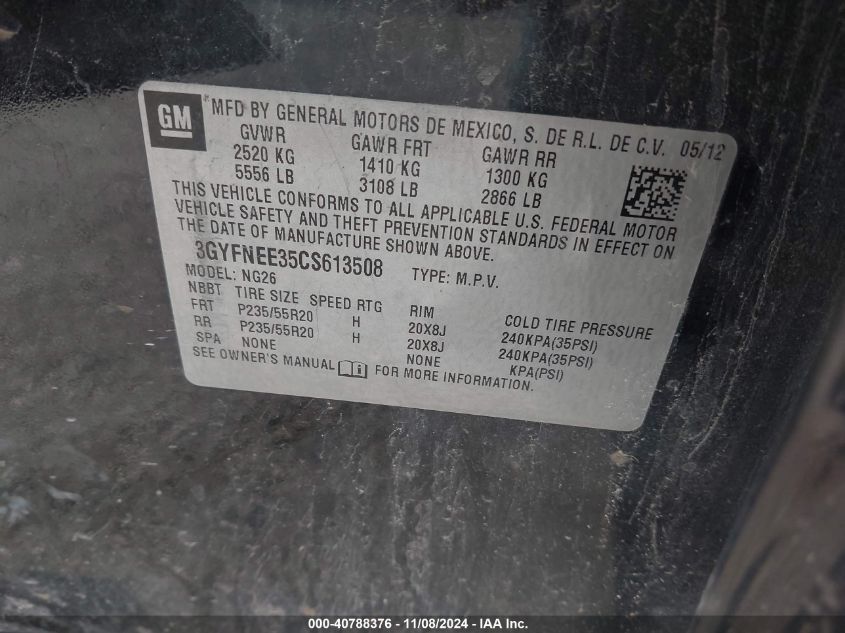 GM
MFD BY GENERAL MOTORS DE MEXICO, S. DE R.L. DE C.V. 05/12
GVWR GAWR FRT GAWR RR
2520 KG 1410 KG 1300 KG
5556 LB 3108 LB 2866 LB
THIS VEHICLE CONFORMS TO ALL APPLICABLE U.S. FEDERAL MOTOR
VEHICLE SAFETY AND THEFT PREVENTION STANDARDS IN EFFECT ON
THE DATE OF MANUFACTURE SHOWN ABOVE.
3GYFNEE35CS613508 TYPE: M.P.V.
MODEL: NG26
NBBT TIRE SIZE SPEED RTG RIM COLD TIRE PRESSURE
FRT P235/55R20 H 20X8J 240KPA(35PSI)
RR P235/55R20 H 20X8J 240KPA(35PSI)
SPA NONE NONE KPA(PSI)
SEE OWNER'S MANUAL FOR MORE INFORMATION.
000-40788376 - 11/08/2024 - IAA Inc.